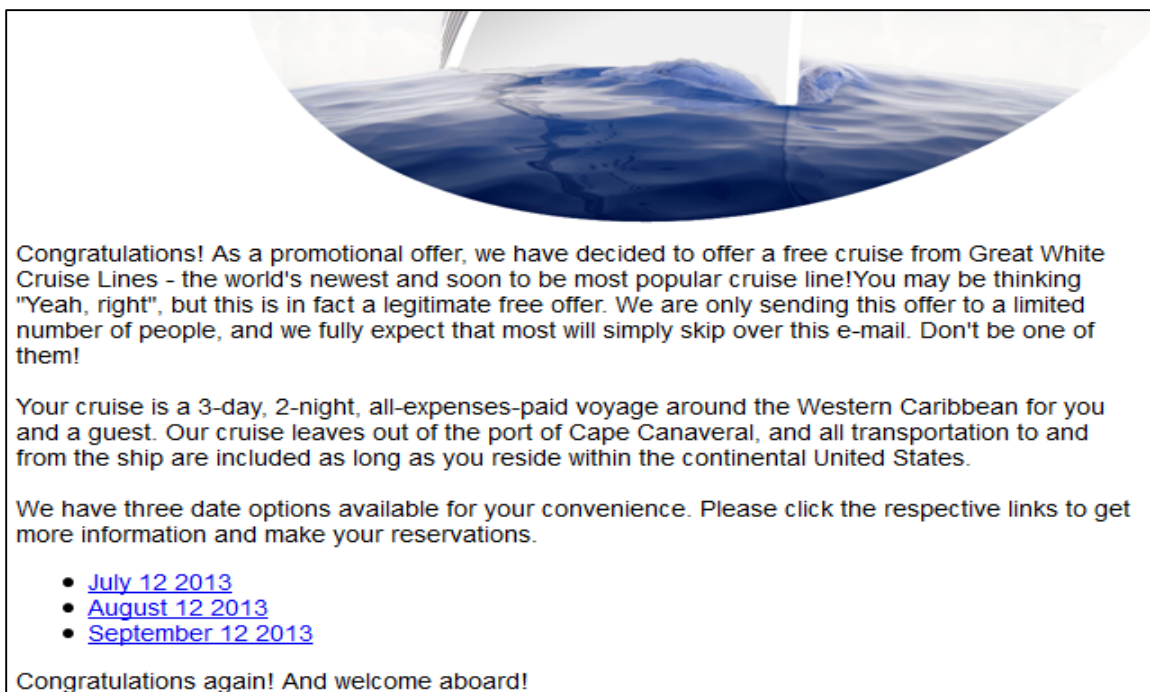 Congratulations! As a promotional offer, we have decided to offer a free cruise from Great White
Cruise Lines - the world's newest and soon to be most popular cruise line!You may be thinking
"Yeah, right", but this is in fact a legitimate free offer. We are only sending this offer to a limited
number of people, and we fully expect that most will simply skip over this e-mail. Don't be one of
them!
Your cruise is a 3-day, 2-night, all-expenses-paid voyage around the Western Caribbean for you
and a guest. Our cruise leaves out of the port of Cape Canaveral, and all transportation to and
from the ship are included as long as you reside within the continental United States.
We have three date options available for your convenience. Please click the respective links to get
more information and make your reservations.
• July 12 2013
• August 12 2013
• September 12 2013
Congratulations again! And welcome aboard!